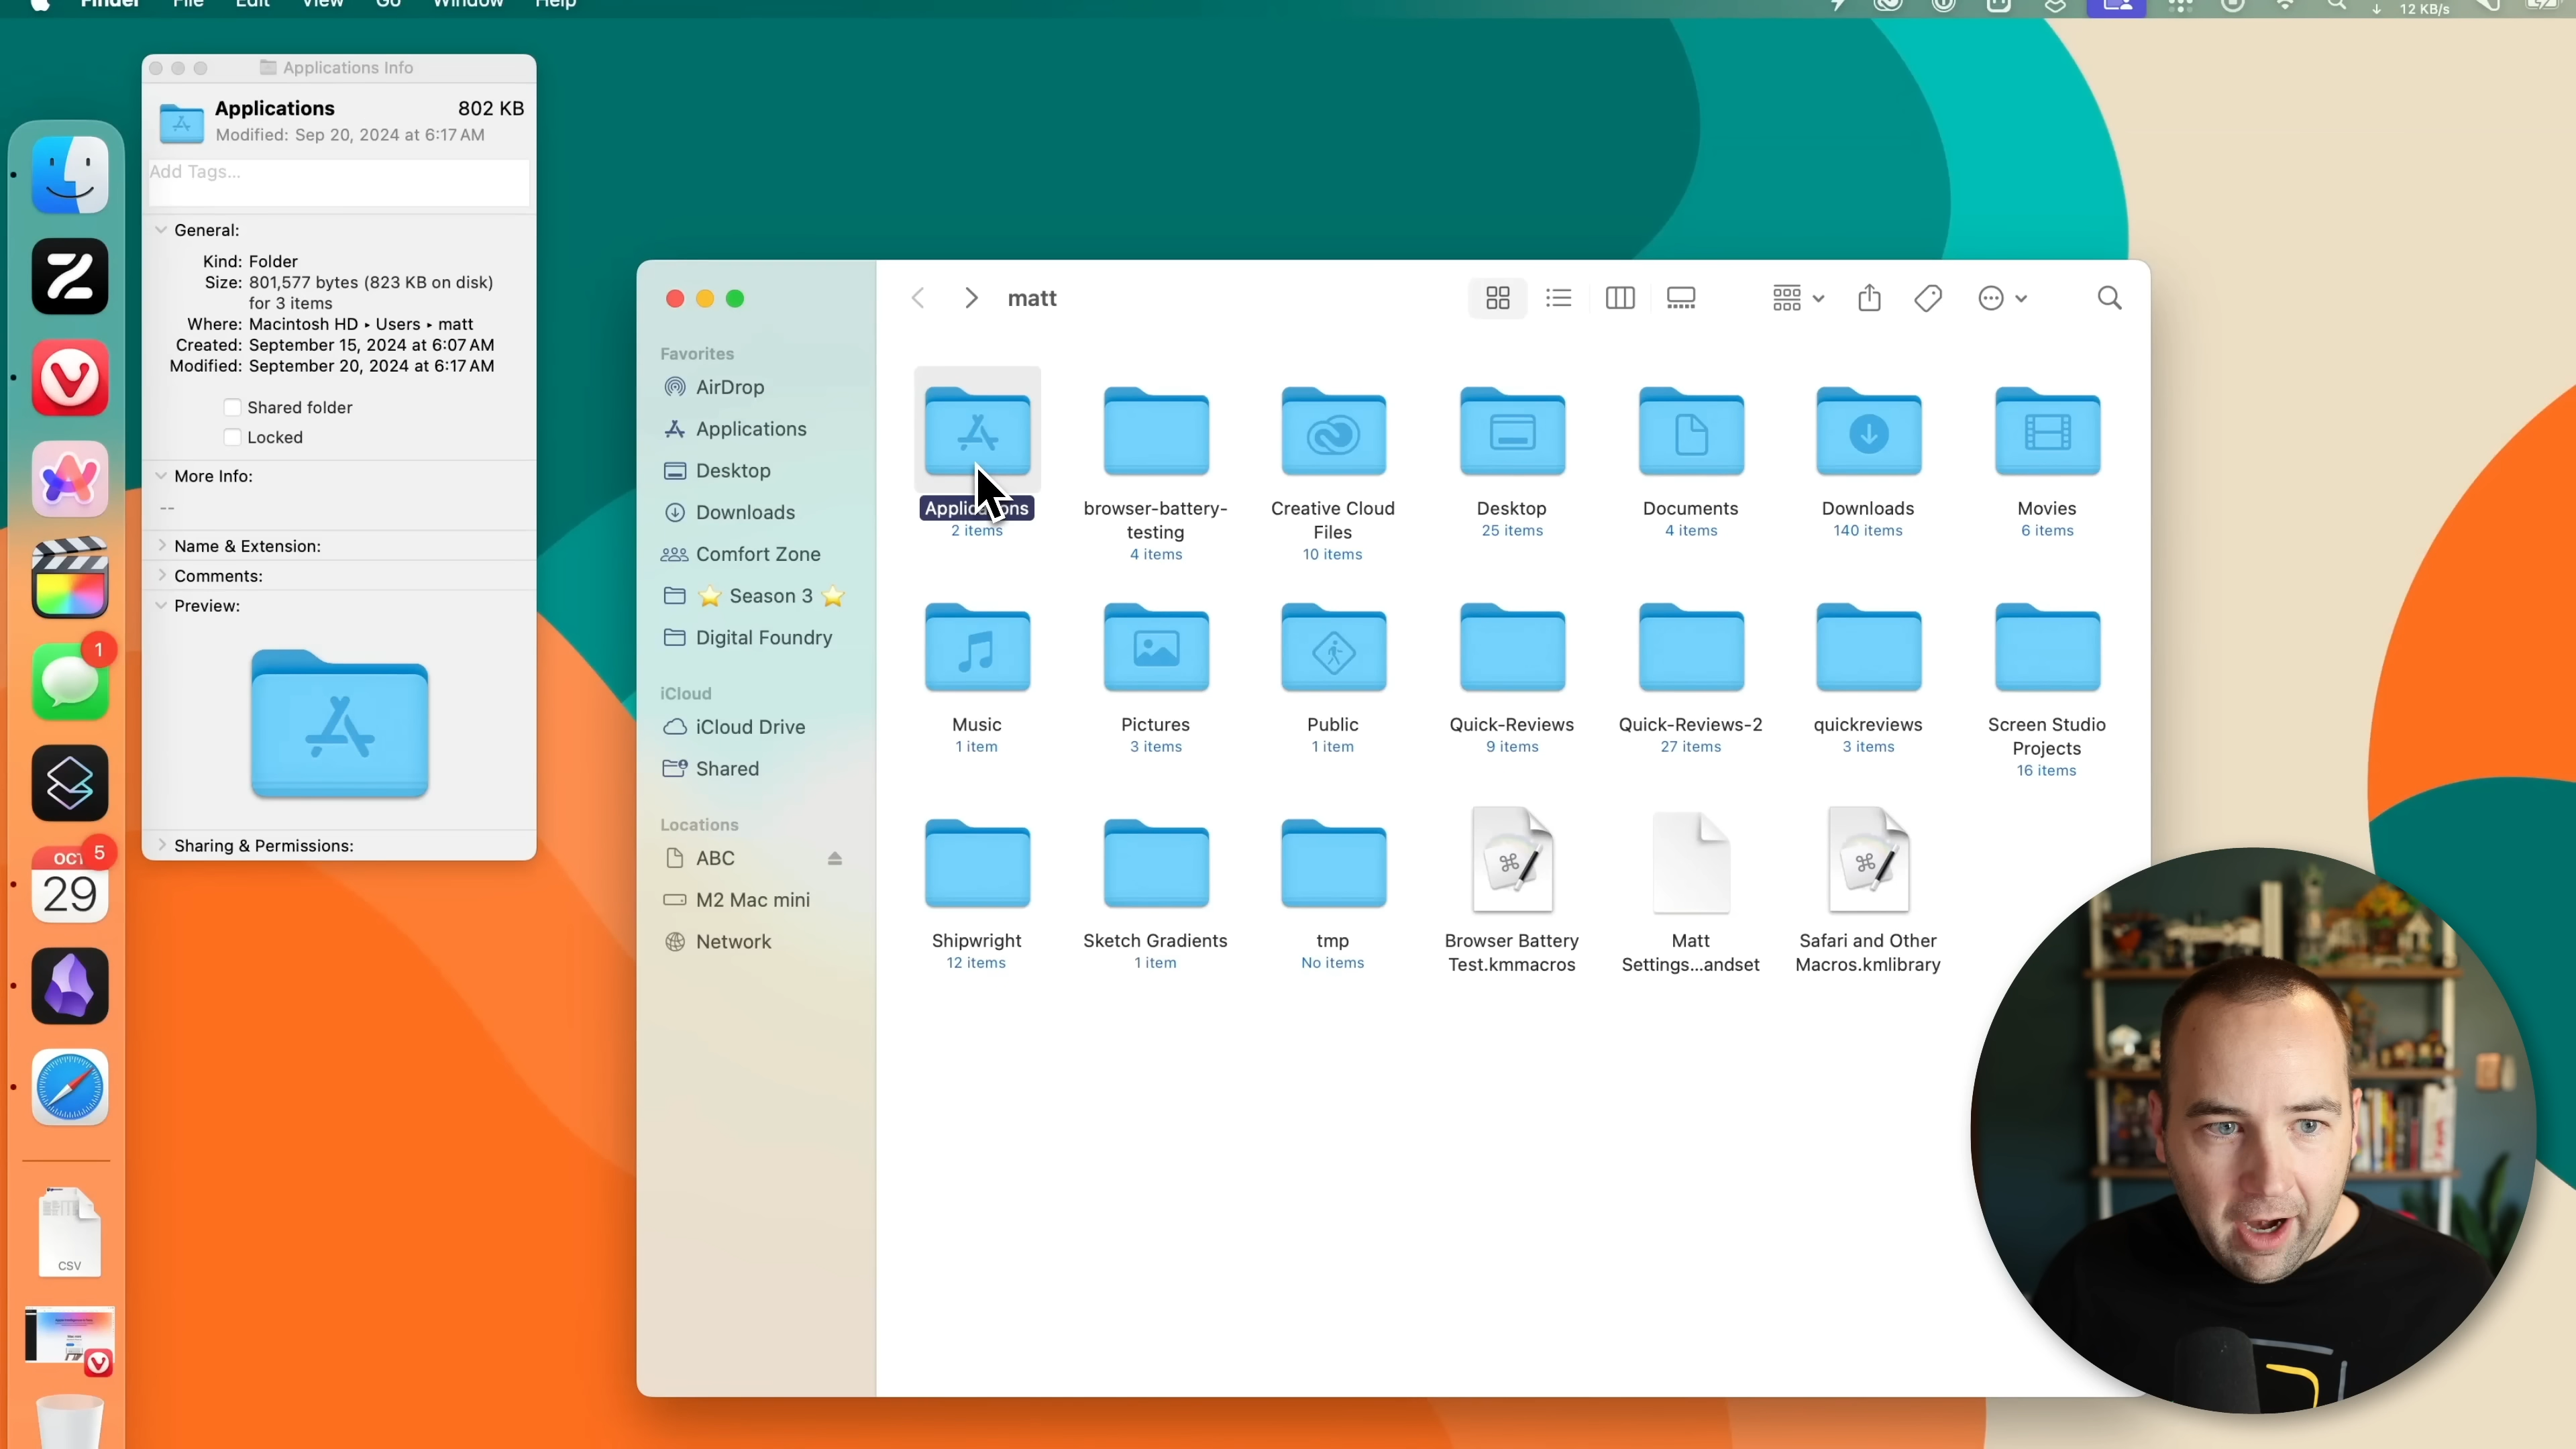 Finder File Edit View Go Window Help
12 KB/s
Applications Info
Applications 802 KB
Modified: Sep 20, 2024 at 6:17 AM
Add Tags...
General:
Kind: Folder
Size: 801,577 bytes (823 KB on disk)
for 3 items
Where: Macintosh HD ▸ Users ▸ matt
Created: September 15, 2024 at 6:07 AM
Modified: September 20, 2024 at 6:17 AM
Shared folder
Locked
More Info:
--
Name & Extension:
Comments:
Preview:
Sharing & Permissions:
1
OCT 5
29
CSV
matt
Favorites
AirDrop
Applications
Desktop
Downloads
Comfort Zone
⭐ Season 3 ⭐
Digital Foundry
iCloud
iCloud Drive
Shared
Locations
ABC
M2 Mac mini
Network
Applications
2 items
browser-battery-
testing
4 items
Creative Cloud
Files
10 items
Desktop
25 items
Documents
4 items
Downloads
140 items
Movies
6 items
Music
1 item
Pictures
3 items
Public
1 item
Quick-Reviews
9 items
Quick-Reviews-2
27 items
quickreviews
3 items
Screen Studio
Projects
16 items
Shipwright
12 items
Sketch Gradients
1 item
tmp
No items
Browser Battery
Test.kmmacros
Matt
Settings...andset
Safari and Other
Macros.kmlibrary